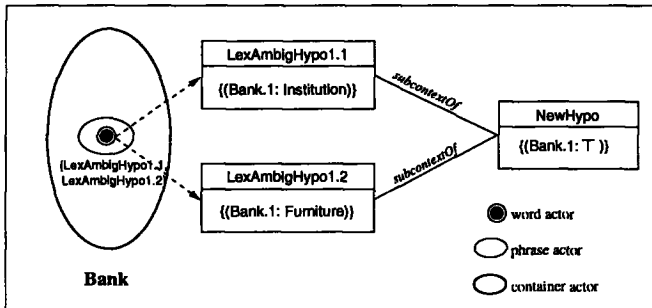 LexAmbigHypo1.1
{(Bank.1: Institution)}
subcontextOf
NewHypo
{(Bank.1: ⊤ )}
{LexAmbigHypo1.1
LexAmbigHypo1.2}
LexAmbigHypo1.2
{(Bank.1: Furniture)}
subcontextOf
Bank
word actor
phrase actor
container actor